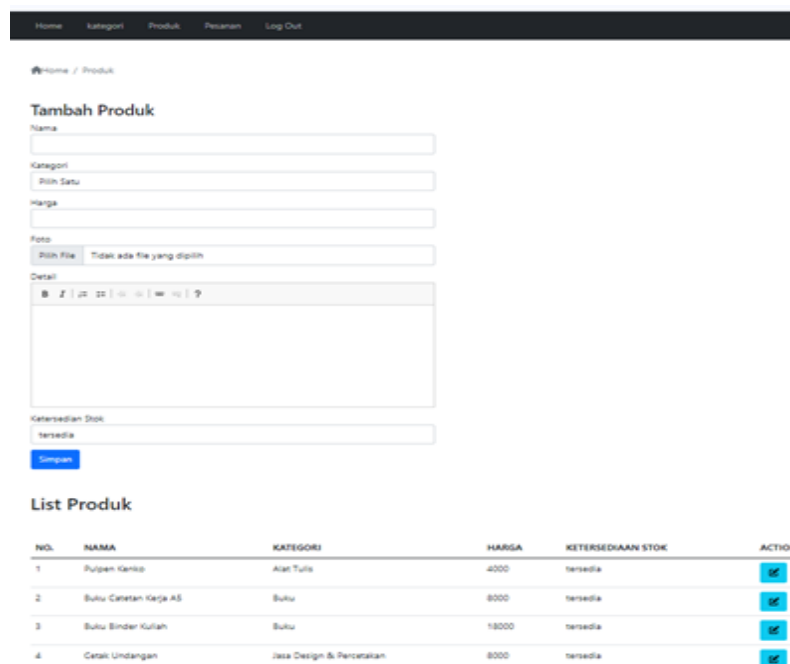 Home kategori Produk Pesanan Log Out
Home / Produk
Tambah Produk
Nama
Kategori
Pilih Satu
Harga
Foto
Pilih File Tidak ada file yang dipilih
Detail
B I ?
Ketersedian Stok
tersedia
Simpan
List Produk
NO. NAMA KATEGORI HARGA KETERSEDIAAN STOK ACTIO
1 Pulpen Kenko Alat Tulis 4000 tersedia
2 Buku Catatan Kerja A5 Buku 8000 tersedia
3 Buku Binder Kuliah Buku 18000 tersedia
4 Cetak Undangan Jasa Design & Percetakan 8000 tersedia